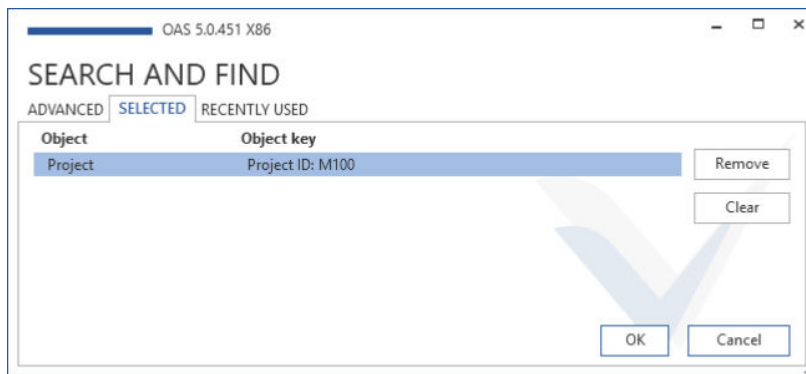 OAS 5.0.451 X86
SEARCH AND FIND
ADVANCED SELECTED RECENTLY USED
Object Object key
Project Project ID: M100
Remove
Clear
OK Cancel